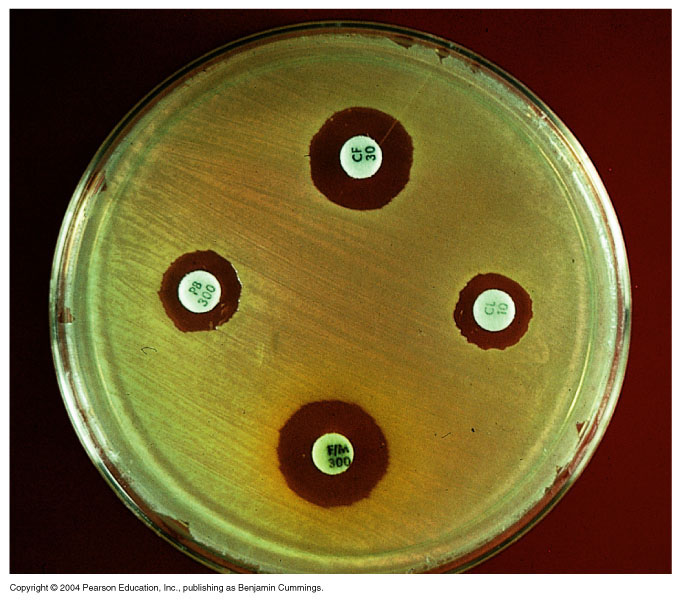 CF
30
PB
300
CL
10
F/M
300
Copyright © 2004 Pearson Education, Inc., publishing as Benjamin Cummings.